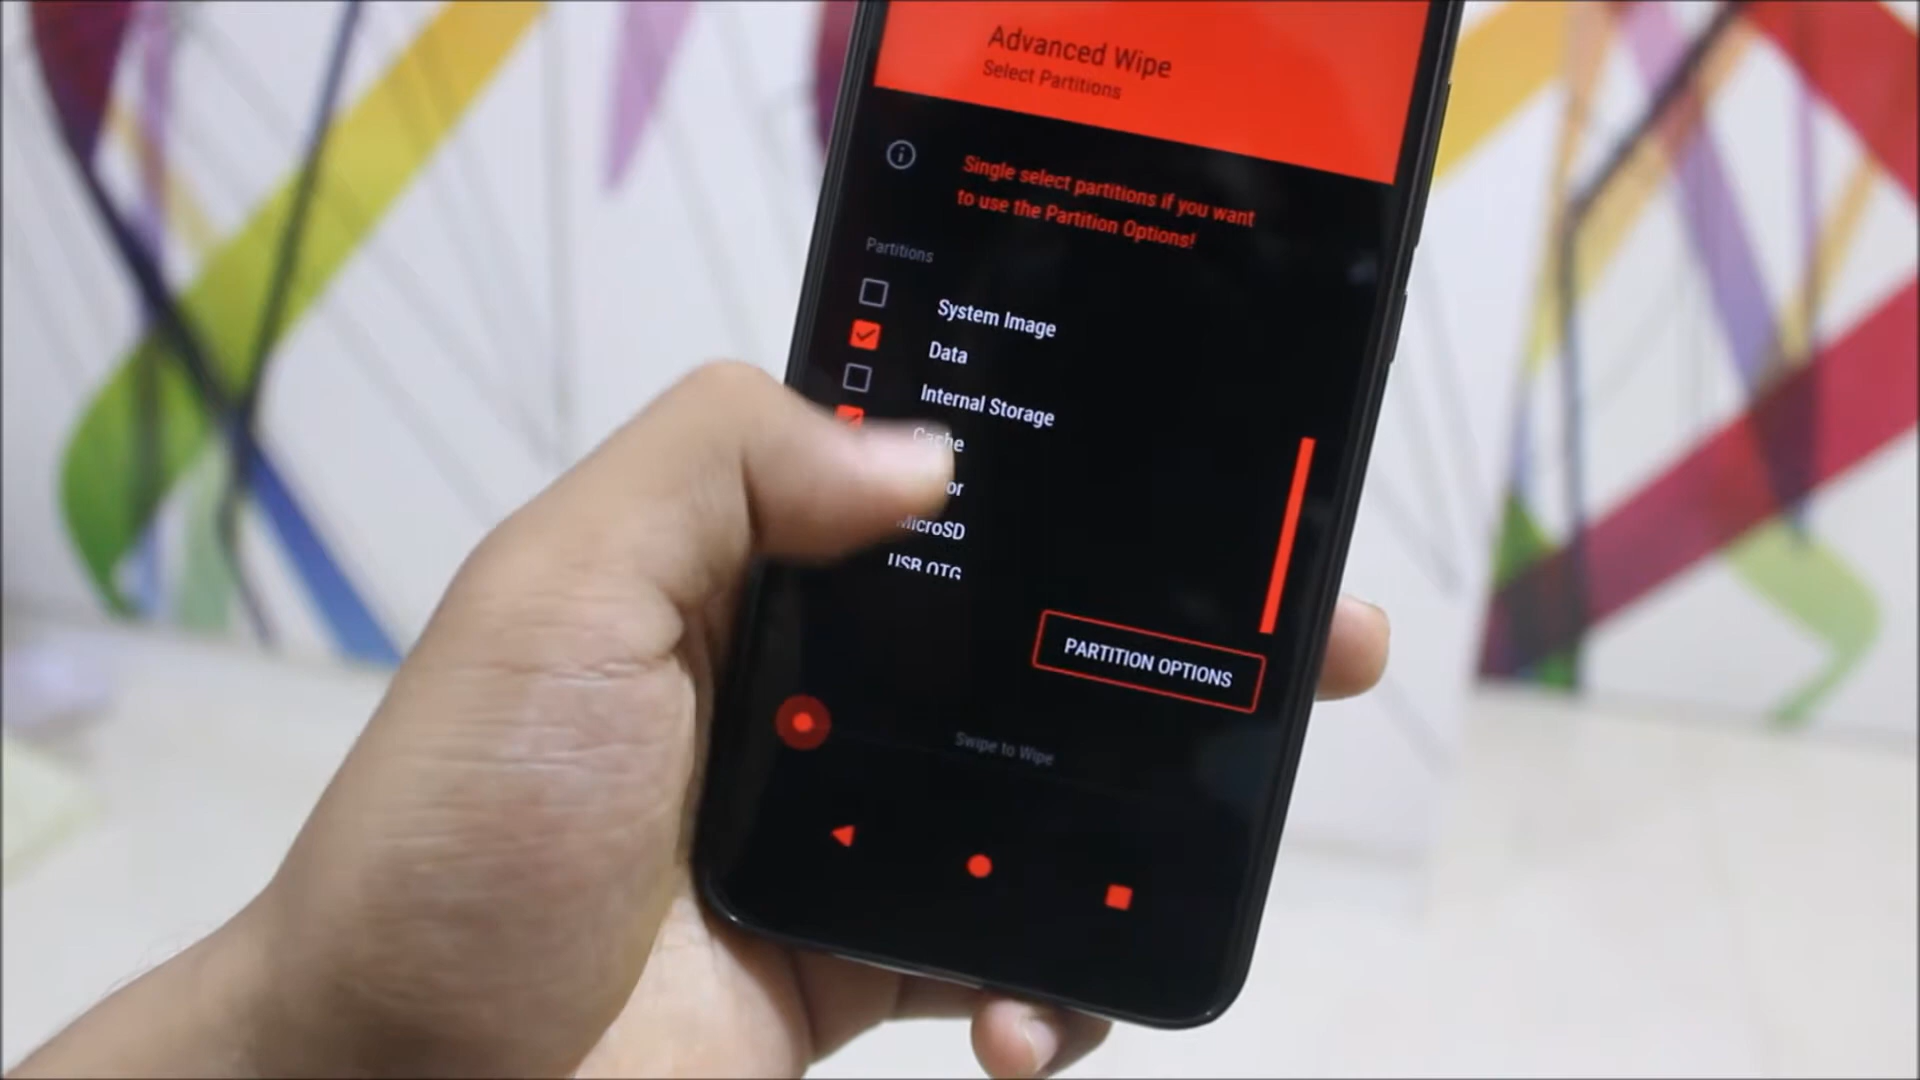 Advanced Wipe
Select Partitions
Single select partitions if you want
to use the Partition Options!
Partitions
System Image
Data
Internal Storage
Cache
MicroSD
USB OTG
PARTITION OPTIONS
Swipe to Wipe